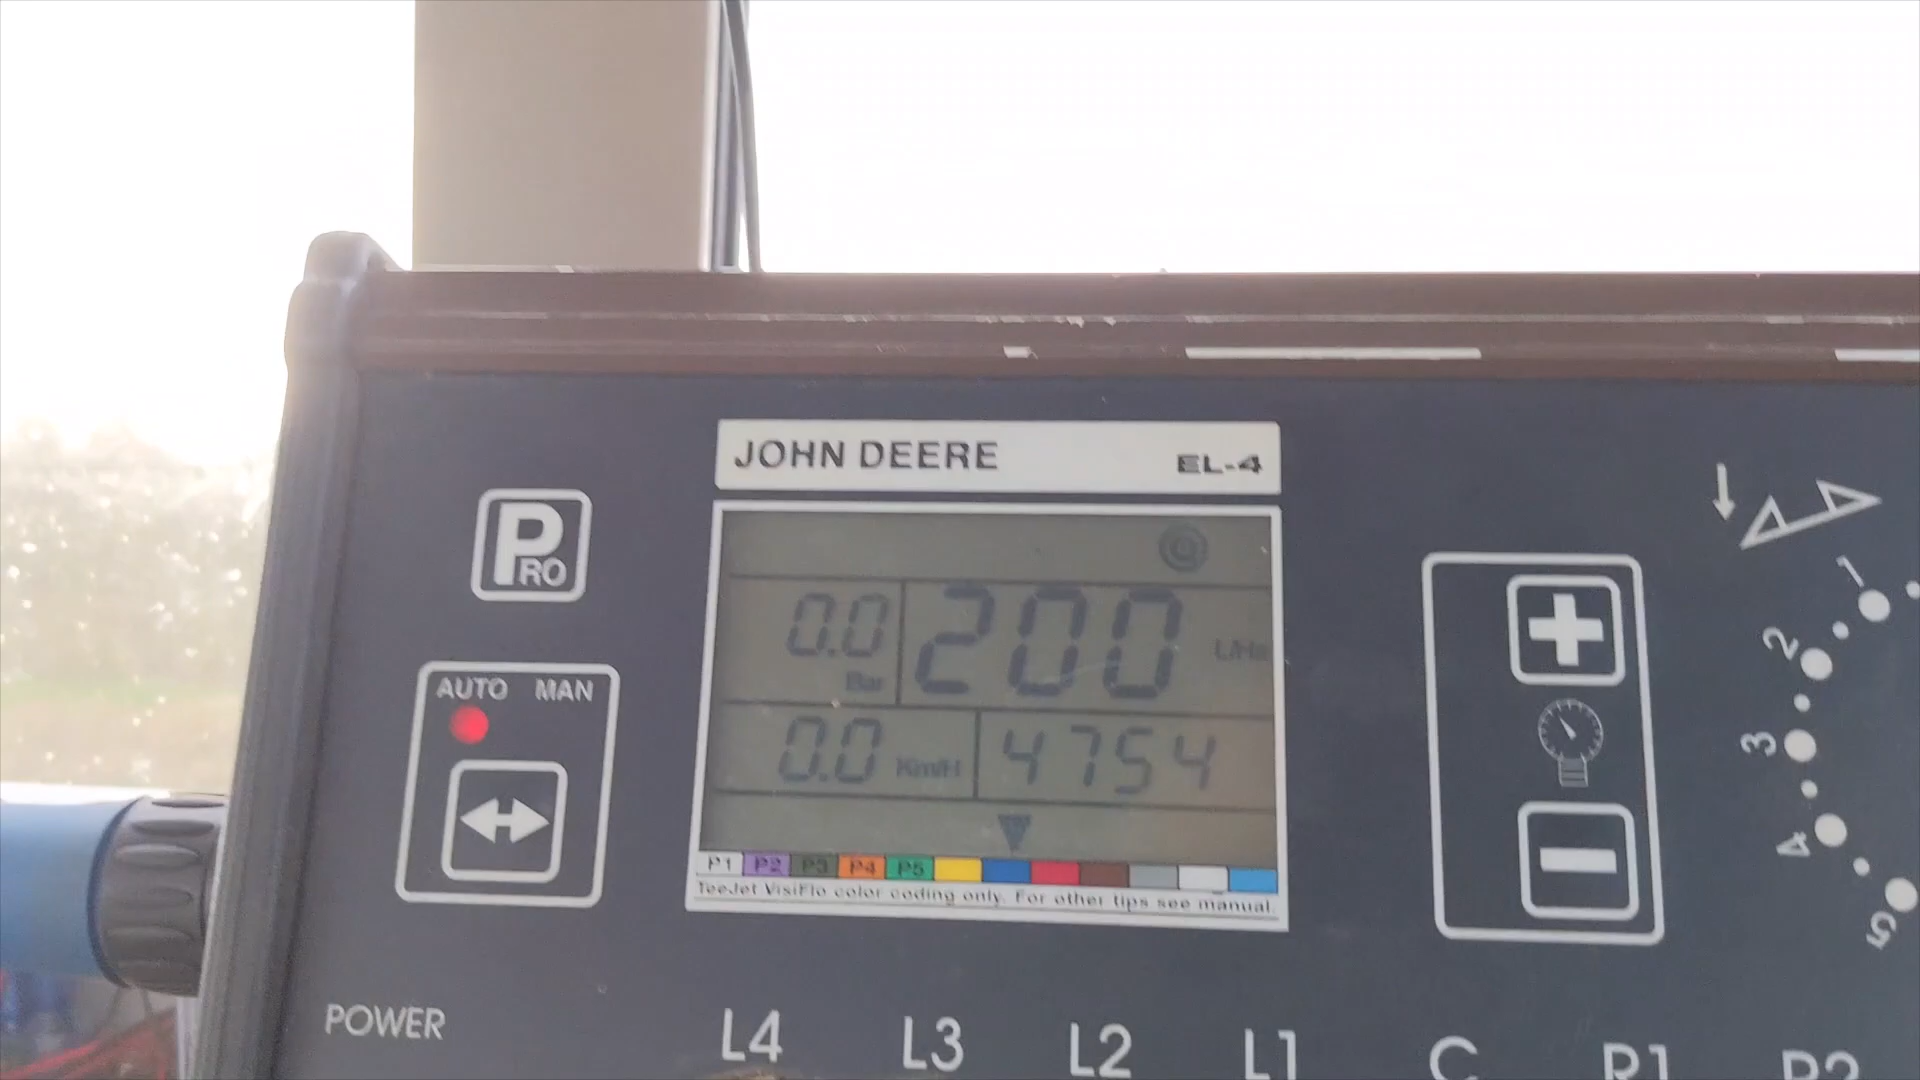 JOHN DEERE EL-4
PRO
0.0 200 L/Ha
Bar
AUTO MAN
0.0 Km/H 4754
P1 P2 P3 P4 P5
TeeJet VisiFlo color coding only. For other tips see manual.
1
2
3
4
5
POWER L4 L3 L2 L1 C R1 R2